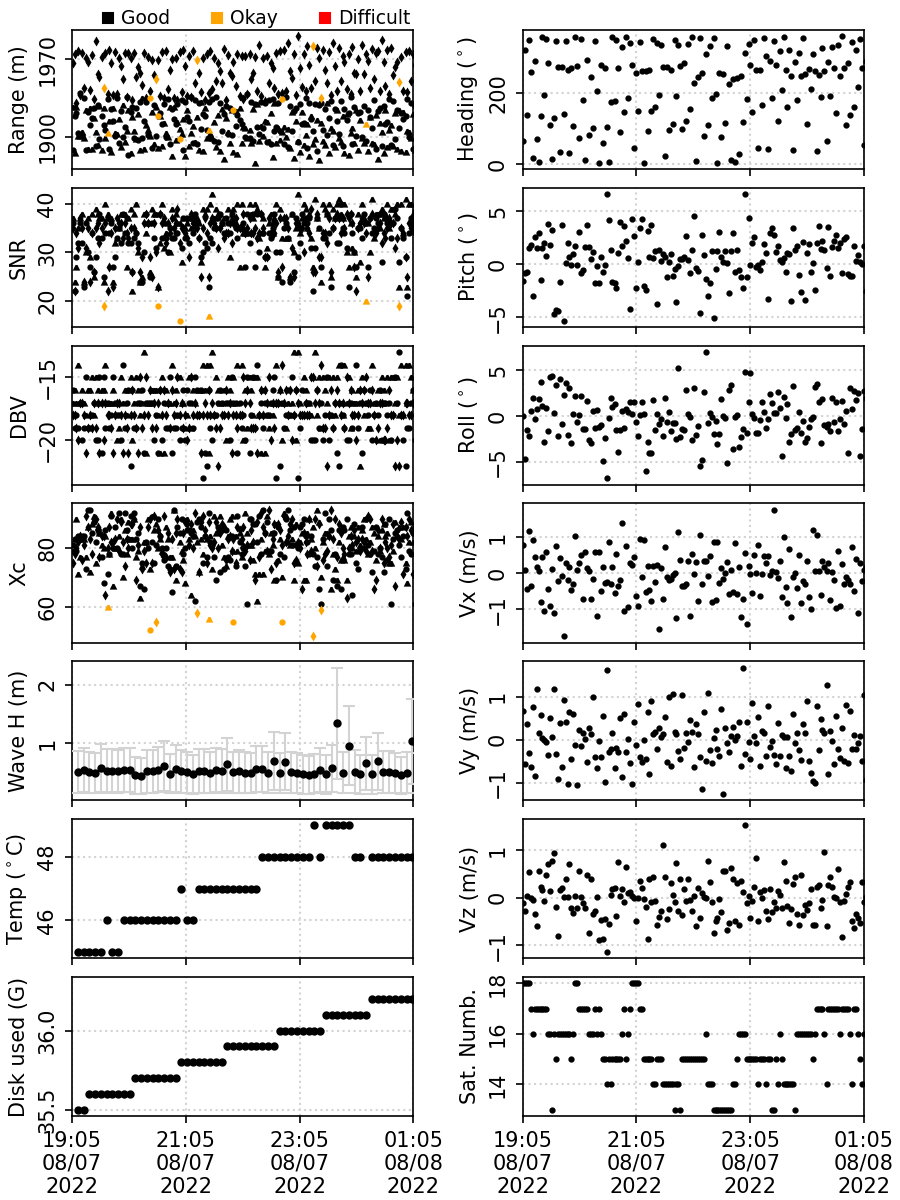 Good Okay Difficult
Range (m)
1970
1900
Heading (°)
200
0
SNR
40
30
20
Pitch (°)
5
0
−5
DBV
−15
−20
Roll (°)
5
0
−5
Xc
80
60
Vx (m/s)
1
0
−1
Wave H (m)
2
1
Vy (m/s)
1
0
−1
Temp (°C)
48
46
Vz (m/s)
1
0
−1
Disk used (G)
36.0
35.5
Sat. Numb.
18
16
14
19:05 21:05 23:05 01:05
08/07 08/07 08/07 08/08
2022 2022 2022 2022
19:05 21:05 23:05 01:05
08/07 08/07 08/07 08/08
2022 2022 2022 2022